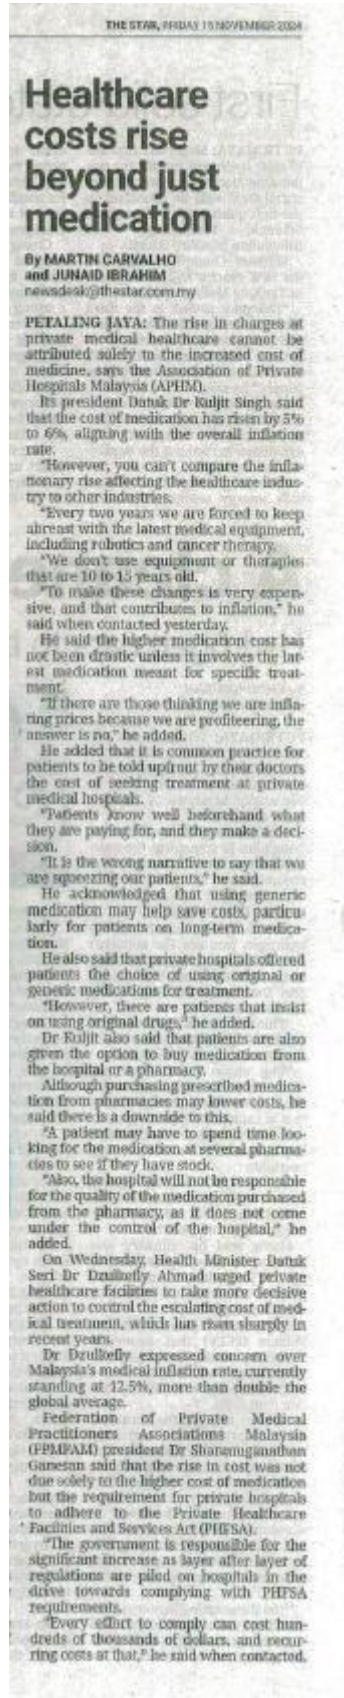 THE STAR, FRIDAY 15 NOVEMBER 2024
Healthcare
costs rise
beyond just
medication
By MARTIN CARVALHO
and JUNAID IBRAHIM
newsdesk@thestar.com.my
PETALING JAYA: The rise in charges at
private medical healthcare cannot be
attributed solely to the increased cost of
medicine, says the Association of Private
Hospitals Malaysia (APHM).
Its president Datuk Dr Kuljit Singh said
that the cost of medication has risen by 5%
to 6%, aligning with the overall inflation
rate.
"However, you can't compare the infla-
tionary rise affecting the healthcare indus-
try to other industries.
"Every two years we are forced to keep
abreast with the latest medical equipment,
including robotics and cancer therapy.
"We don't use equipment or therapies
that are 10 to 15 years old.
"To make these changes is very expen-
sive, and that contributes to inflation," he
said when contacted yesterday.
He said the higher medication cost has
not been drastic unless it involves the lat-
est medication meant for specific treat-
ment.
"If there are those thinking we are infla-
ting prices because we are profiteering, the
answer is no," he added.
He added that it is common practice for
patients to be told upfront by their doctors
the cost of seeking treatment at private
medical hospitals.
"Patients know well beforehand what
they are paying for, and they make a deci-
sion.
"It is the wrong narrative to say that we
are squeezing our patients," he said.
He acknowledged that using generic
medication may help save costs, particu-
larly for patients on long-term medica-
tion.
He also said that private hospitals offered
patients the choice of using original or
generic medications for treatment.
"However, there are patients that insist
on using original drugs," he added.
Dr Kuljit also said that patients are also
given the option to buy medication from
the hospital or a pharmacy.
Although purchasing prescribed medica-
tion from pharmacies may lower costs, he
said there is a downside to this.
"A patient may have to spend time loo-
king for the medication at several pharma-
cies to see if they have stock.
"Also, the hospital will not be responsible
for the quality of the medication purchased
from the pharmacy, as it does not come
under the control of the hospital," he
added.
On Wednesday, Health Minister Datuk
Seri Dr Dzulkefly Ahmad urged private
healthcare facilities to take more decisive
action to control the escalating cost of med-
ical treatment, which has risen sharply in
recent years.
Dr Dzulkefly expressed concern over
Malaysia's medical inflation rate, currently
standing at 12.5%, more than double the
global average.
Federation of Private Medical
Practitioners Associations Malaysia
(FPMPAM) president Dr Shanmuganathan
Ganesan said that the rise in cost was not
due solely to the higher cost of medication
but the requirement for private hospitals
to adhere to the Private Healthcare
Facilities and Services Act (PHFSA).
"The government is responsible for the
significant increase as layer after layer of
regulations are piled on hospitals in the
drive towards complying with PHFSA
requirements.
"Every effort to comply can cost hun-
dreds of thousands of dollars, and recur-
ring costs at that," he said when contacted.